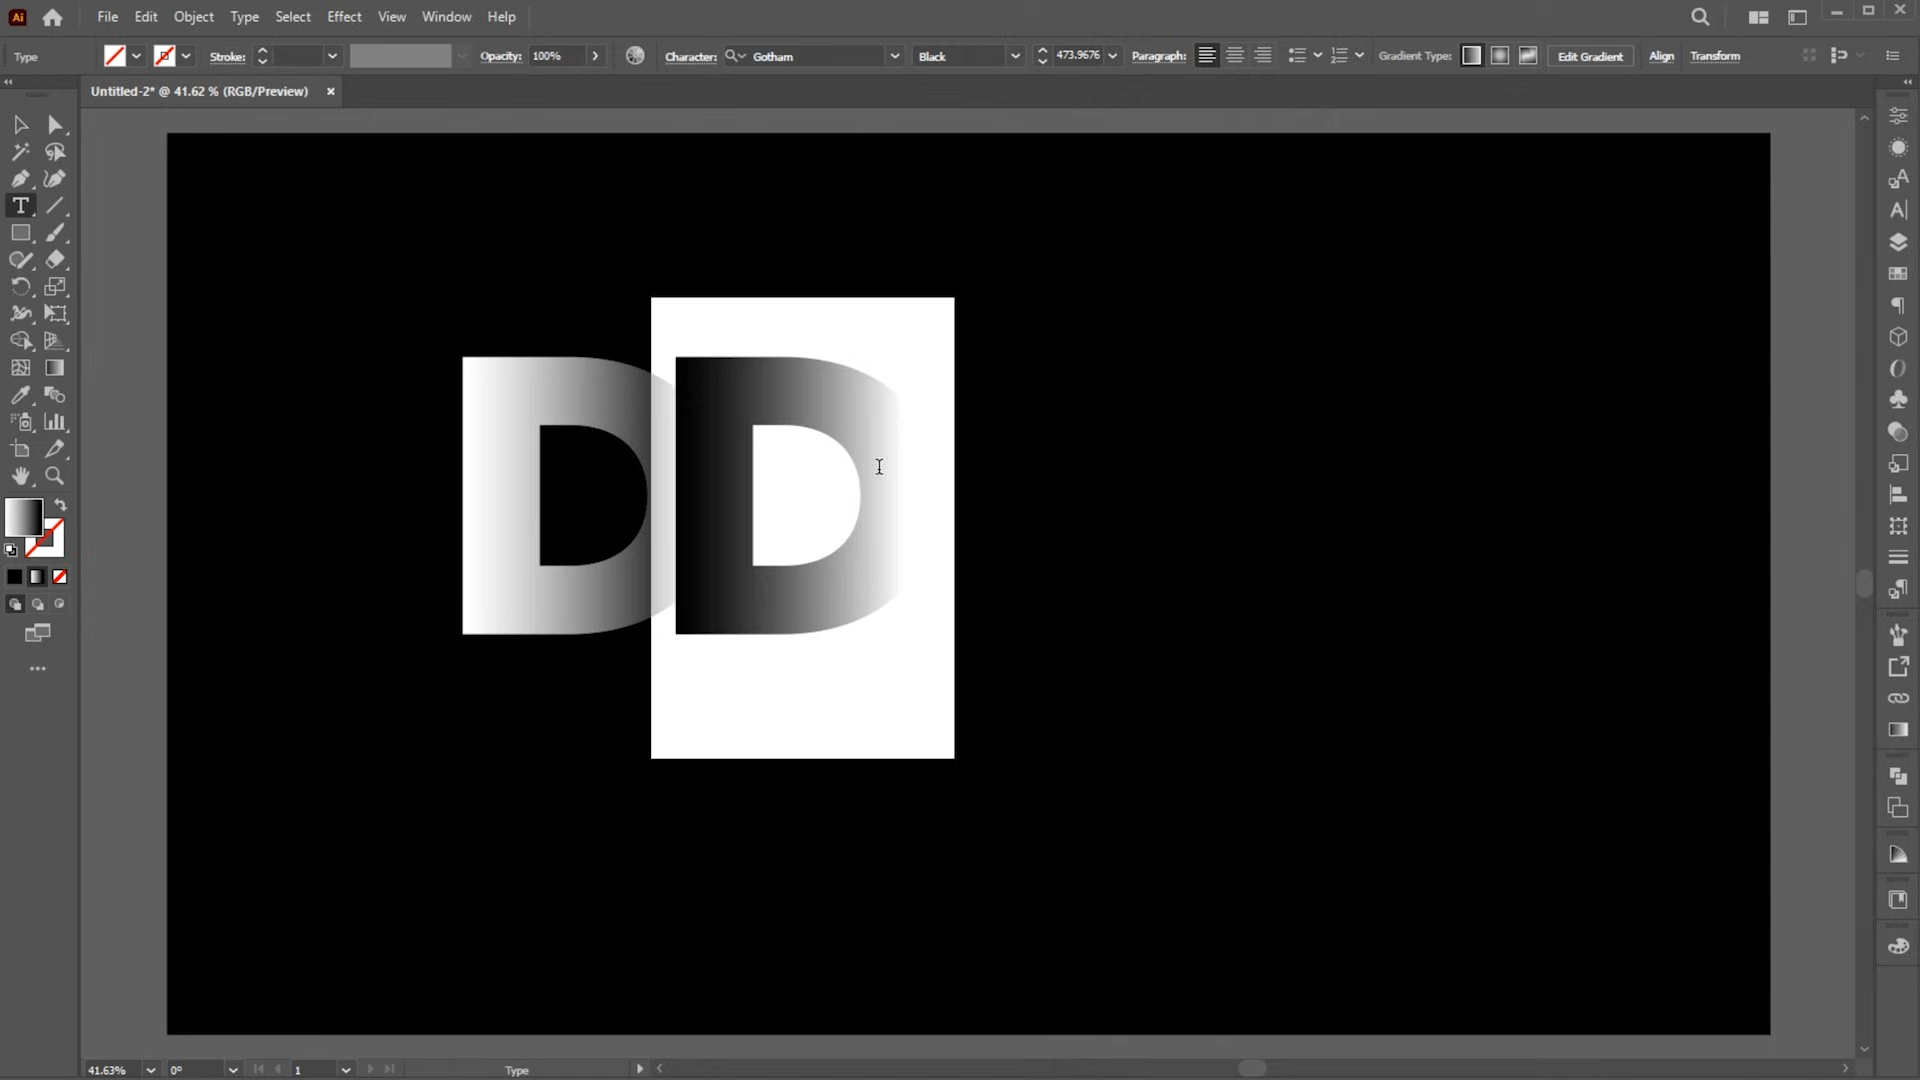 Ai File Edit Object Type Select Effect View Window Help
Type Stroke: Opacity: 100% Character: Gotham Black 473.9676 Paragraph: Gradient Type: Edit Gradient Align Transform
Untitled-2* @ 41.62 % (RGB/Preview) ×
DD
41.63% 0° 1 Type